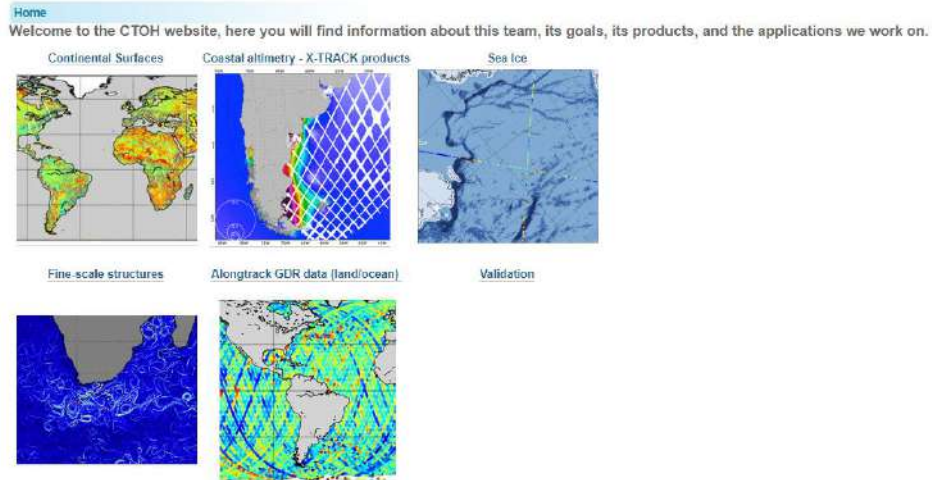 Home
Welcome to the CTOH website, here you will find information about this team, its goals, its products, and the applications we work on.
Continental Surfaces
Coastal altimetry - X-TRACK products
Sea Ice
Fine-scale structures
Alongtrack GDR data (land/ocean)
Validation